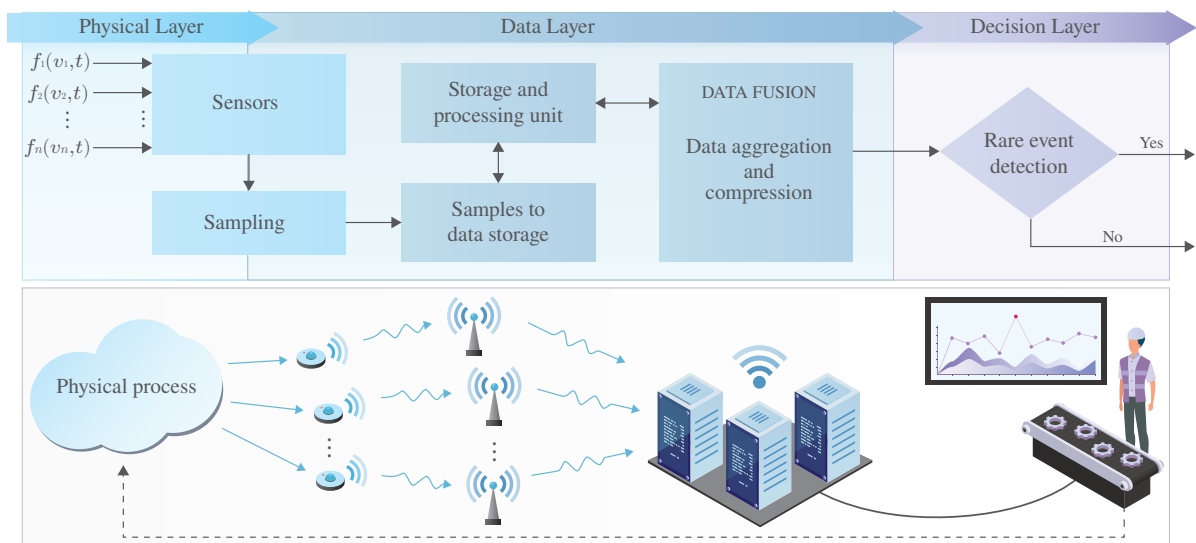 Physical Layer
Data Layer
Decision Layer
f₁(v₁,t)
f₂(v₂,t)
⋮ ⋮
fₙ(vₙ,t)
Sensors
Sampling
Storage and
processing unit
Samples to
data storage
DATA FUSION
Data aggregation
and
compression
Rare event
detection
Yes
No
Physical process